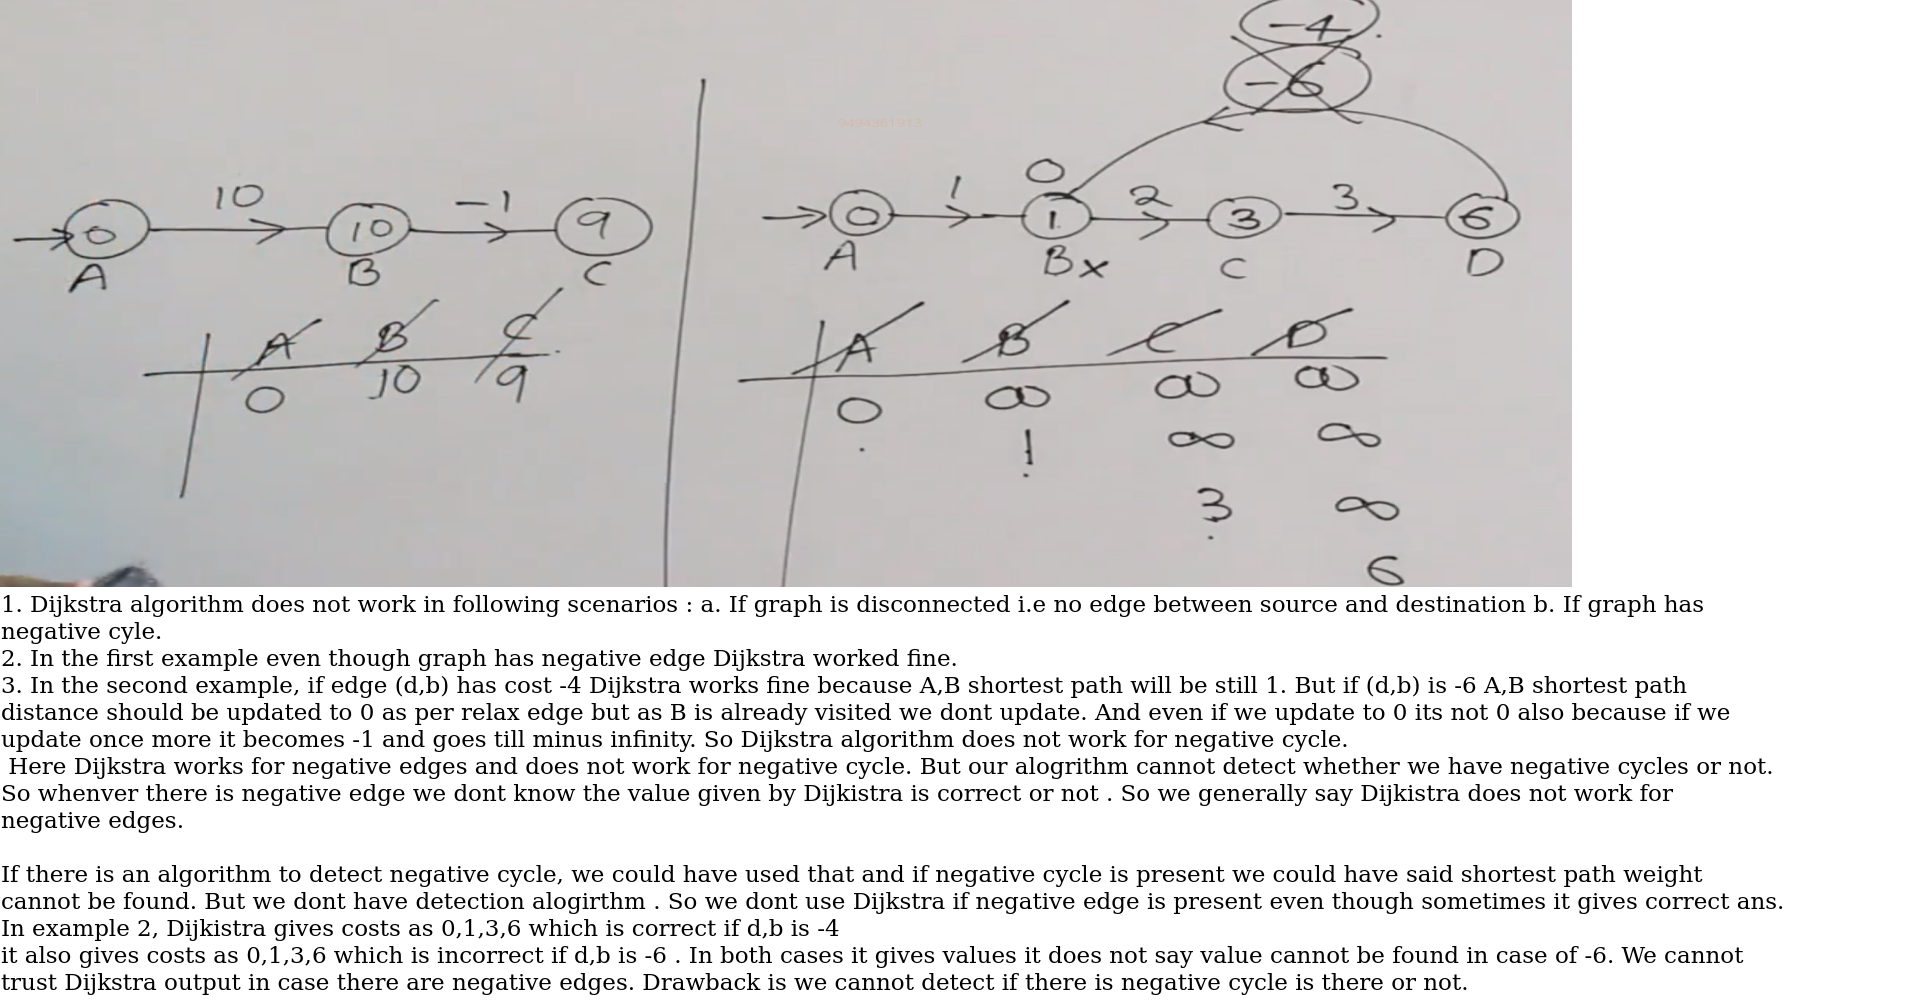 -4
-6
10 -1
0 10 9
A B C
A B C
0 10 9
0
1 2 3
0 1 3 6
A B x C D
A B C D
0 ∞ ∞ ∞
1 ∞ ∞
3 ∞
6
1. Dijkstra algorithm does not work in following scenarios : a. If graph is disconnected i.e no edge between source and destination b. If graph has
negative cyle.
2. In the first example even though graph has negative edge Dijkstra worked fine.
3. In the second example, if edge (d,b) has cost -4 Dijkstra works fine because A,B shortest path will be still 1. But if (d,b) is -6 A,B shortest path
distance should be updated to 0 as per relax edge but as B is already visited we dont update. And even if we update to 0 its not 0 also because if we
update once more it becomes -1 and goes till minus infinity. So Dijkstra algorithm does not work for negative cycle.
Here Dijkstra works for negative edges and does not work for negative cycle. But our alogrithm cannot detect whether we have negative cycles or not.
So whenver there is negative edge we dont know the value given by Dijkistra is correct or not . So we generally say Dijkistra does not work for
negative edges.
If there is an algorithm to detect negative cycle, we could have used that and if negative cycle is present we could have said shortest path weight
cannot be found. But we dont have detection alogirthm . So we dont use Dijkstra if negative edge is present even though sometimes it gives correct ans.
In example 2, Dijkistra gives costs as 0,1,3,6 which is correct if d,b is -4
it also gives costs as 0,1,3,6 which is incorrect if d,b is -6 . In both cases it gives values it does not say value cannot be found in case of -6. We cannot
trust Dijkstra output in case there are negative edges. Drawback is we cannot detect if there is negative cycle is there or not.